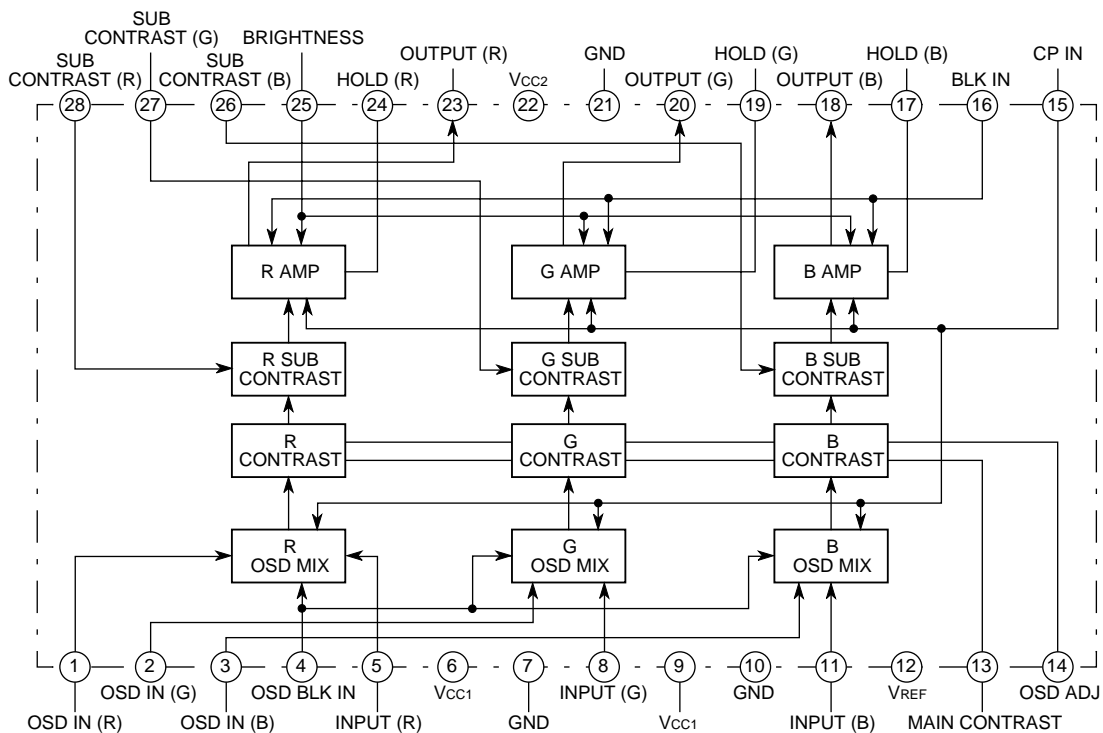 SUB
CONTRAST (G)
BRIGHTNESS
OUTPUT (R)
GND
HOLD (G)
HOLD (B)
CP IN
SUB
CONTRAST (R)
SUB
CONTRAST (B)
HOLD (R)
VCC2
OUTPUT (G)
OUTPUT (B)
BLK IN
28 27 26 25 24 23 22 21 20 19 18 17 16 15
R AMP
G AMP
B AMP
R SUB
CONTRAST
G SUB
CONTRAST
B SUB
CONTRAST
R
CONTRAST
G
CONTRAST
B
CONTRAST
R
OSD MIX
G
OSD MIX
B
OSD MIX
1 2 3 4 5 6 7 8 9 10 11 12 13 14
OSD IN (G)
OSD BLK IN
VCC1
INPUT (G)
GND
VREF
OSD ADJ
OSD IN (R)
OSD IN (B)
INPUT (R)
GND
VCC1
INPUT (B)
MAIN CONTRAST